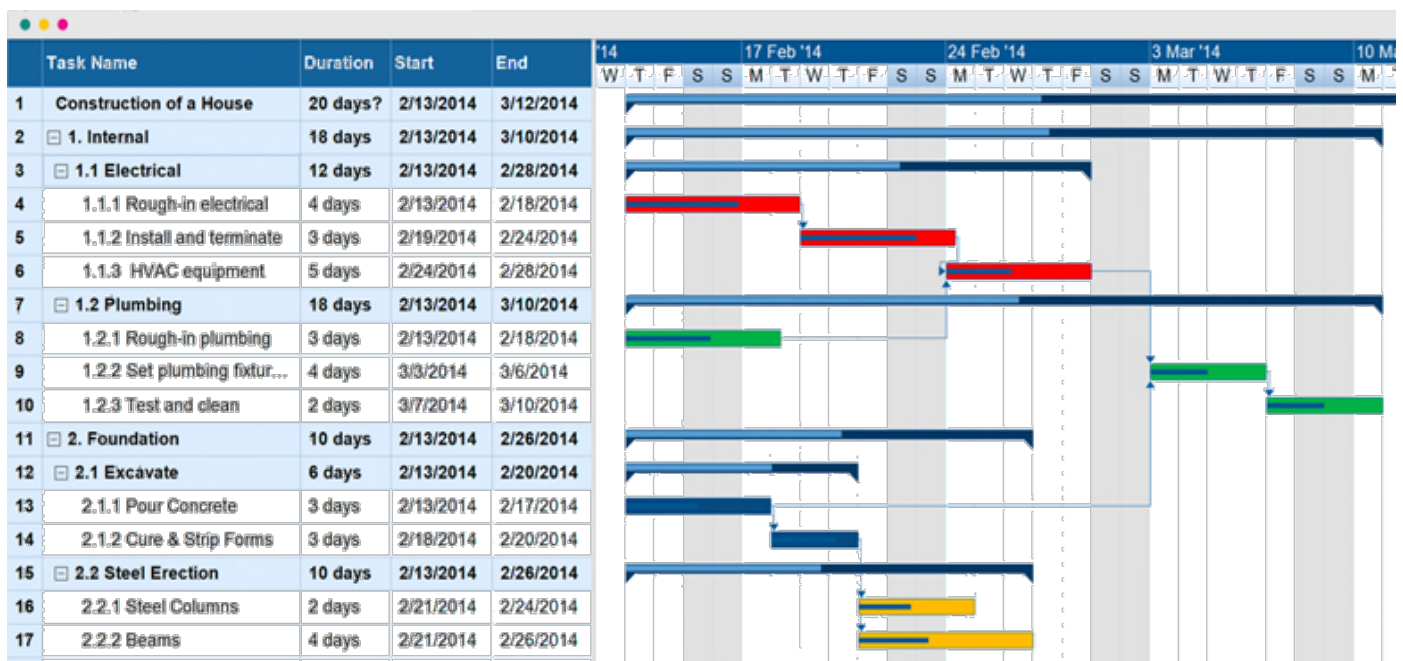 Task Name Duration Start End '14 17 Feb '14 24 Feb '14 3 Mar '14 10 Ma
W T F S S M T W T F S S M T W T F S S M T W T F S S M
1 Construction of a House 20 days? 2/13/2014 3/12/2014
2 1. Internal 18 days 2/13/2014 3/10/2014
3 1.1 Electrical 12 days 2/13/2014 2/28/2014
4 1.1.1 Rough-in electrical 4 days 2/13/2014 2/18/2014
5 1.1.2 Install and terminate 3 days 2/19/2014 2/24/2014
6 1.1.3 HVAC equipment 5 days 2/24/2014 2/28/2014
7 1.2 Plumbing 18 days 2/13/2014 3/10/2014
8 1.2.1 Rough-in plumbing 3 days 2/13/2014 2/18/2014
9 1.2.2 Set plumbing fixtur... 4 days 3/3/2014 3/6/2014
10 1.2.3 Test and clean 2 days 3/7/2014 3/10/2014
11 2. Foundation 10 days 2/13/2014 2/26/2014
12 2.1 Excavate 6 days 2/13/2014 2/20/2014
13 2.1.1 Pour Concrete 3 days 2/13/2014 2/17/2014
14 2.1.2 Cure & Strip Forms 3 days 2/18/2014 2/20/2014
15 2.2 Steel Erection 10 days 2/13/2014 2/26/2014
16 2.2.1 Steel Columns 2 days 2/21/2014 2/24/2014
17 2.2.2 Beams 4 days 2/21/2014 2/26/2014